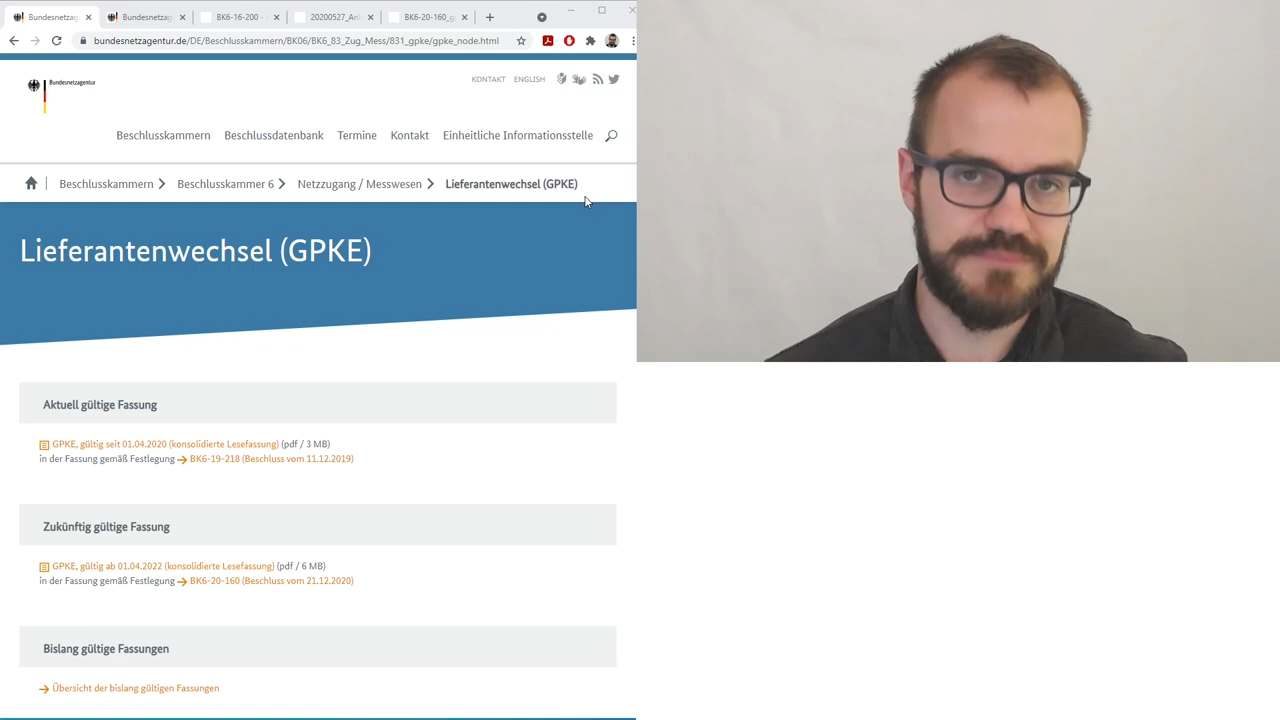 Bundesnetzag
Bundesnetzag
BK6-16-200 -
20200527_An
BK6-20-160_g
bundesnetzagentur.de/DE/Beschlusskammern/BK06/BK6_83_Zug_Mess/831_gpke/gpke_node.html
Bundesnetzagentur
KONTAKT ENGLISH
Beschlusskammern Beschlussdatenbank Termine Kontakt Einheitliche Informationsstelle
Beschlusskammern Beschlusskammer 6 Netzzugang / Messwesen Lieferantenwechsel (GPKE)
Lieferantenwechsel (GPKE)
Aktuell gültige Fassung
GPKE, gültig seit 01.04.2020 (konsolidierte Lesefassung) (pdf / 3 MB)
in der Fassung gemäß Festlegung → BK6-19-218 (Beschluss vom 11.12.2019)
Zukünftig gültige Fassung
GPKE, gültig ab 01.04.2022 (konsolidierte Lesefassung) (pdf / 6 MB)
in der Fassung gemäß Festlegung → BK6-20-160 (Beschluss vom 21.12.2020)
Bislang gültige Fassungen
→ Übersicht der bislang gültigen Fassungen